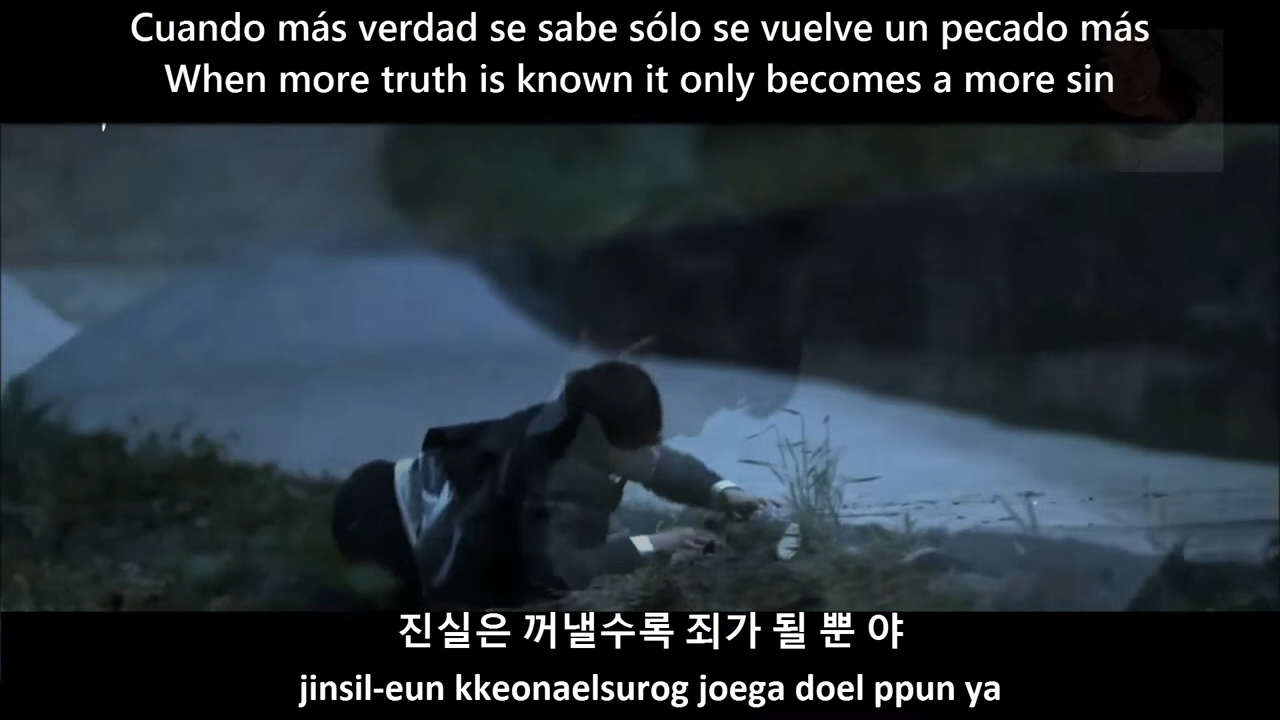 Cuando más verdad se sabe sólo se vuelve un pecado más
When more truth is known it only becomes a more sin
진실은 꺼낼수록 죄가 될 뿐 야
jinsil-eun kkeonaelsurog joega doel ppun ya